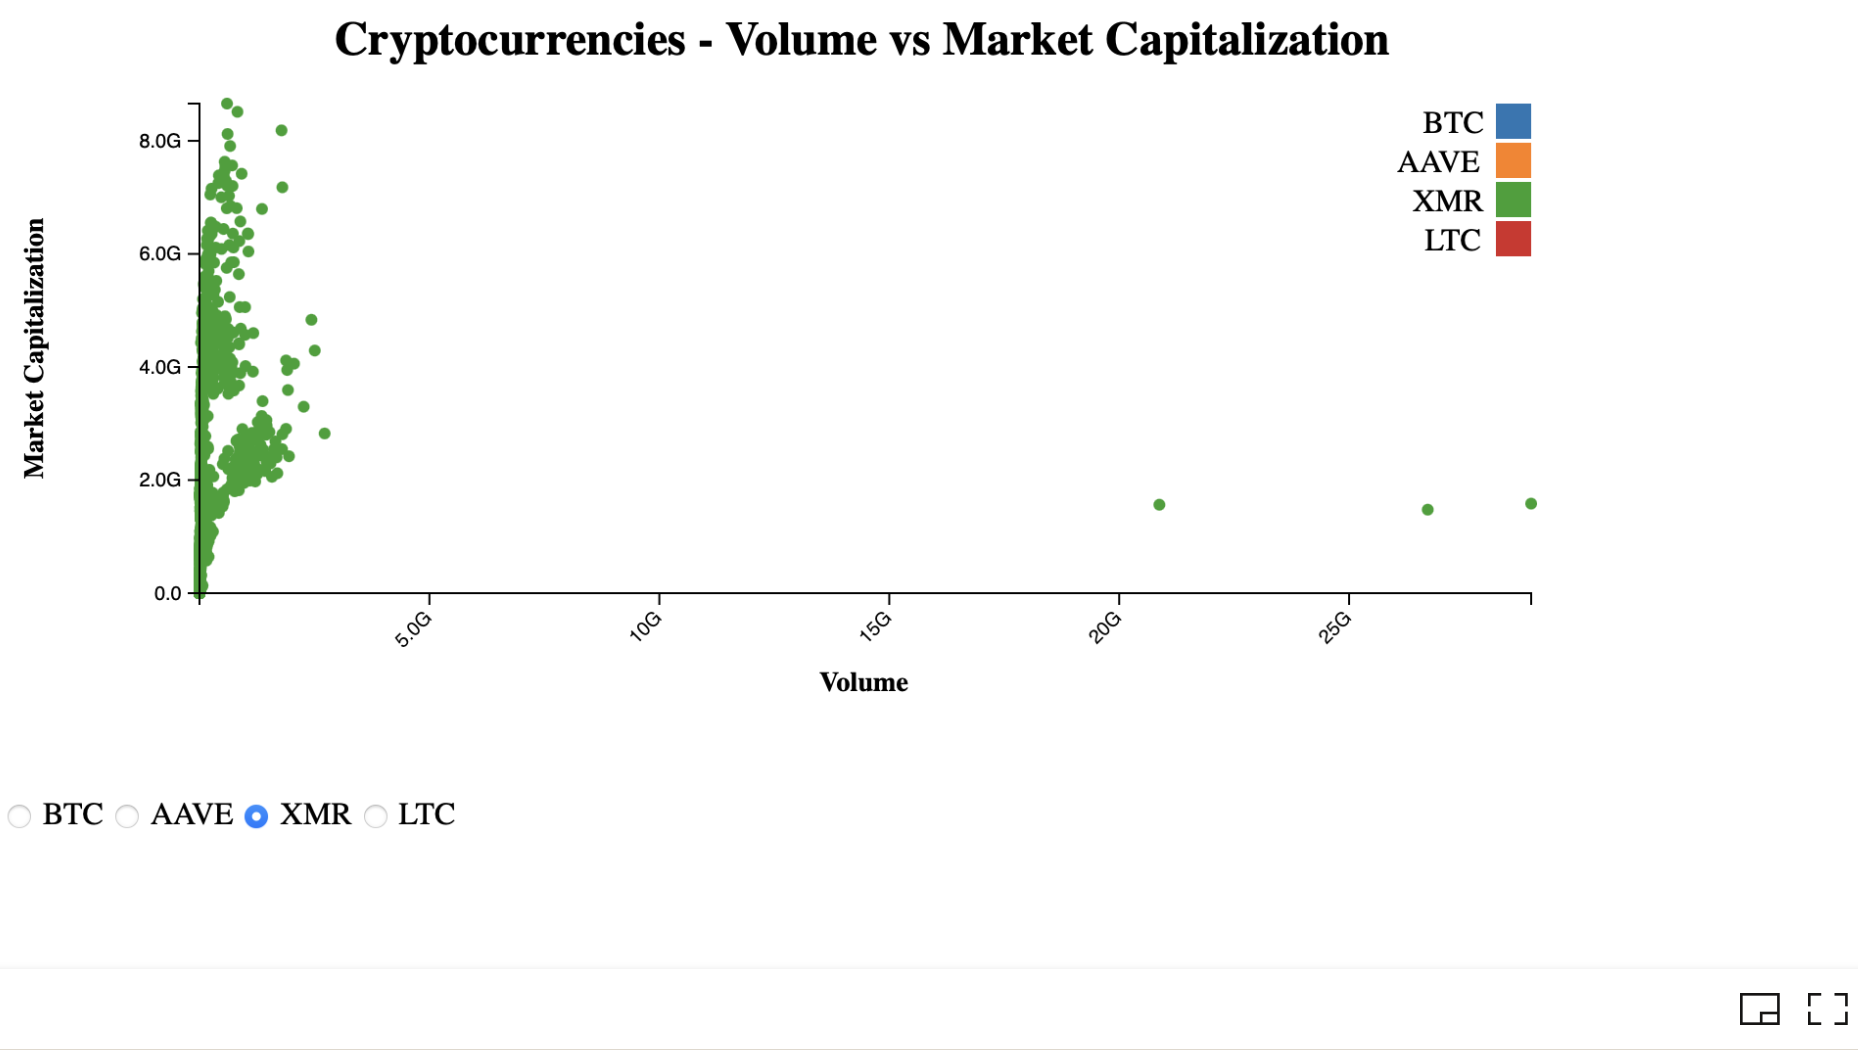 Cryptocurrencies - Volume vs Market Capitalization
BTC
AAVE
XMR
LTC
Market Capitalization
8.0G
6.0G
4.0G
2.0G
0.0
5.0G
10G
15G
20G
25G
Volume
BTC AAVE XMR LTC